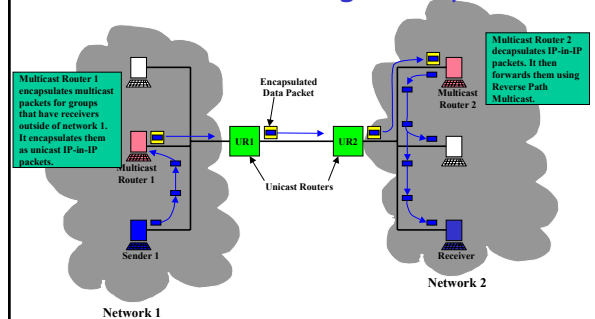 Multicast Router 1
encapsulates multicast
packets for groups
that have receivers
outside of network 1.
It encapsulates them
as unicast IP-in-IP
packets.
Multicast
Router 1
Sender 1
Network 1
Encapsulated
Data Packet
UR1
UR2
Unicast Routers
Multicast
Router 2
Multicast Router 2
decapsulates IP-in-IP
packets. It then
forwards them using
Reverse Path
Multicast.
Receiver
Network 2